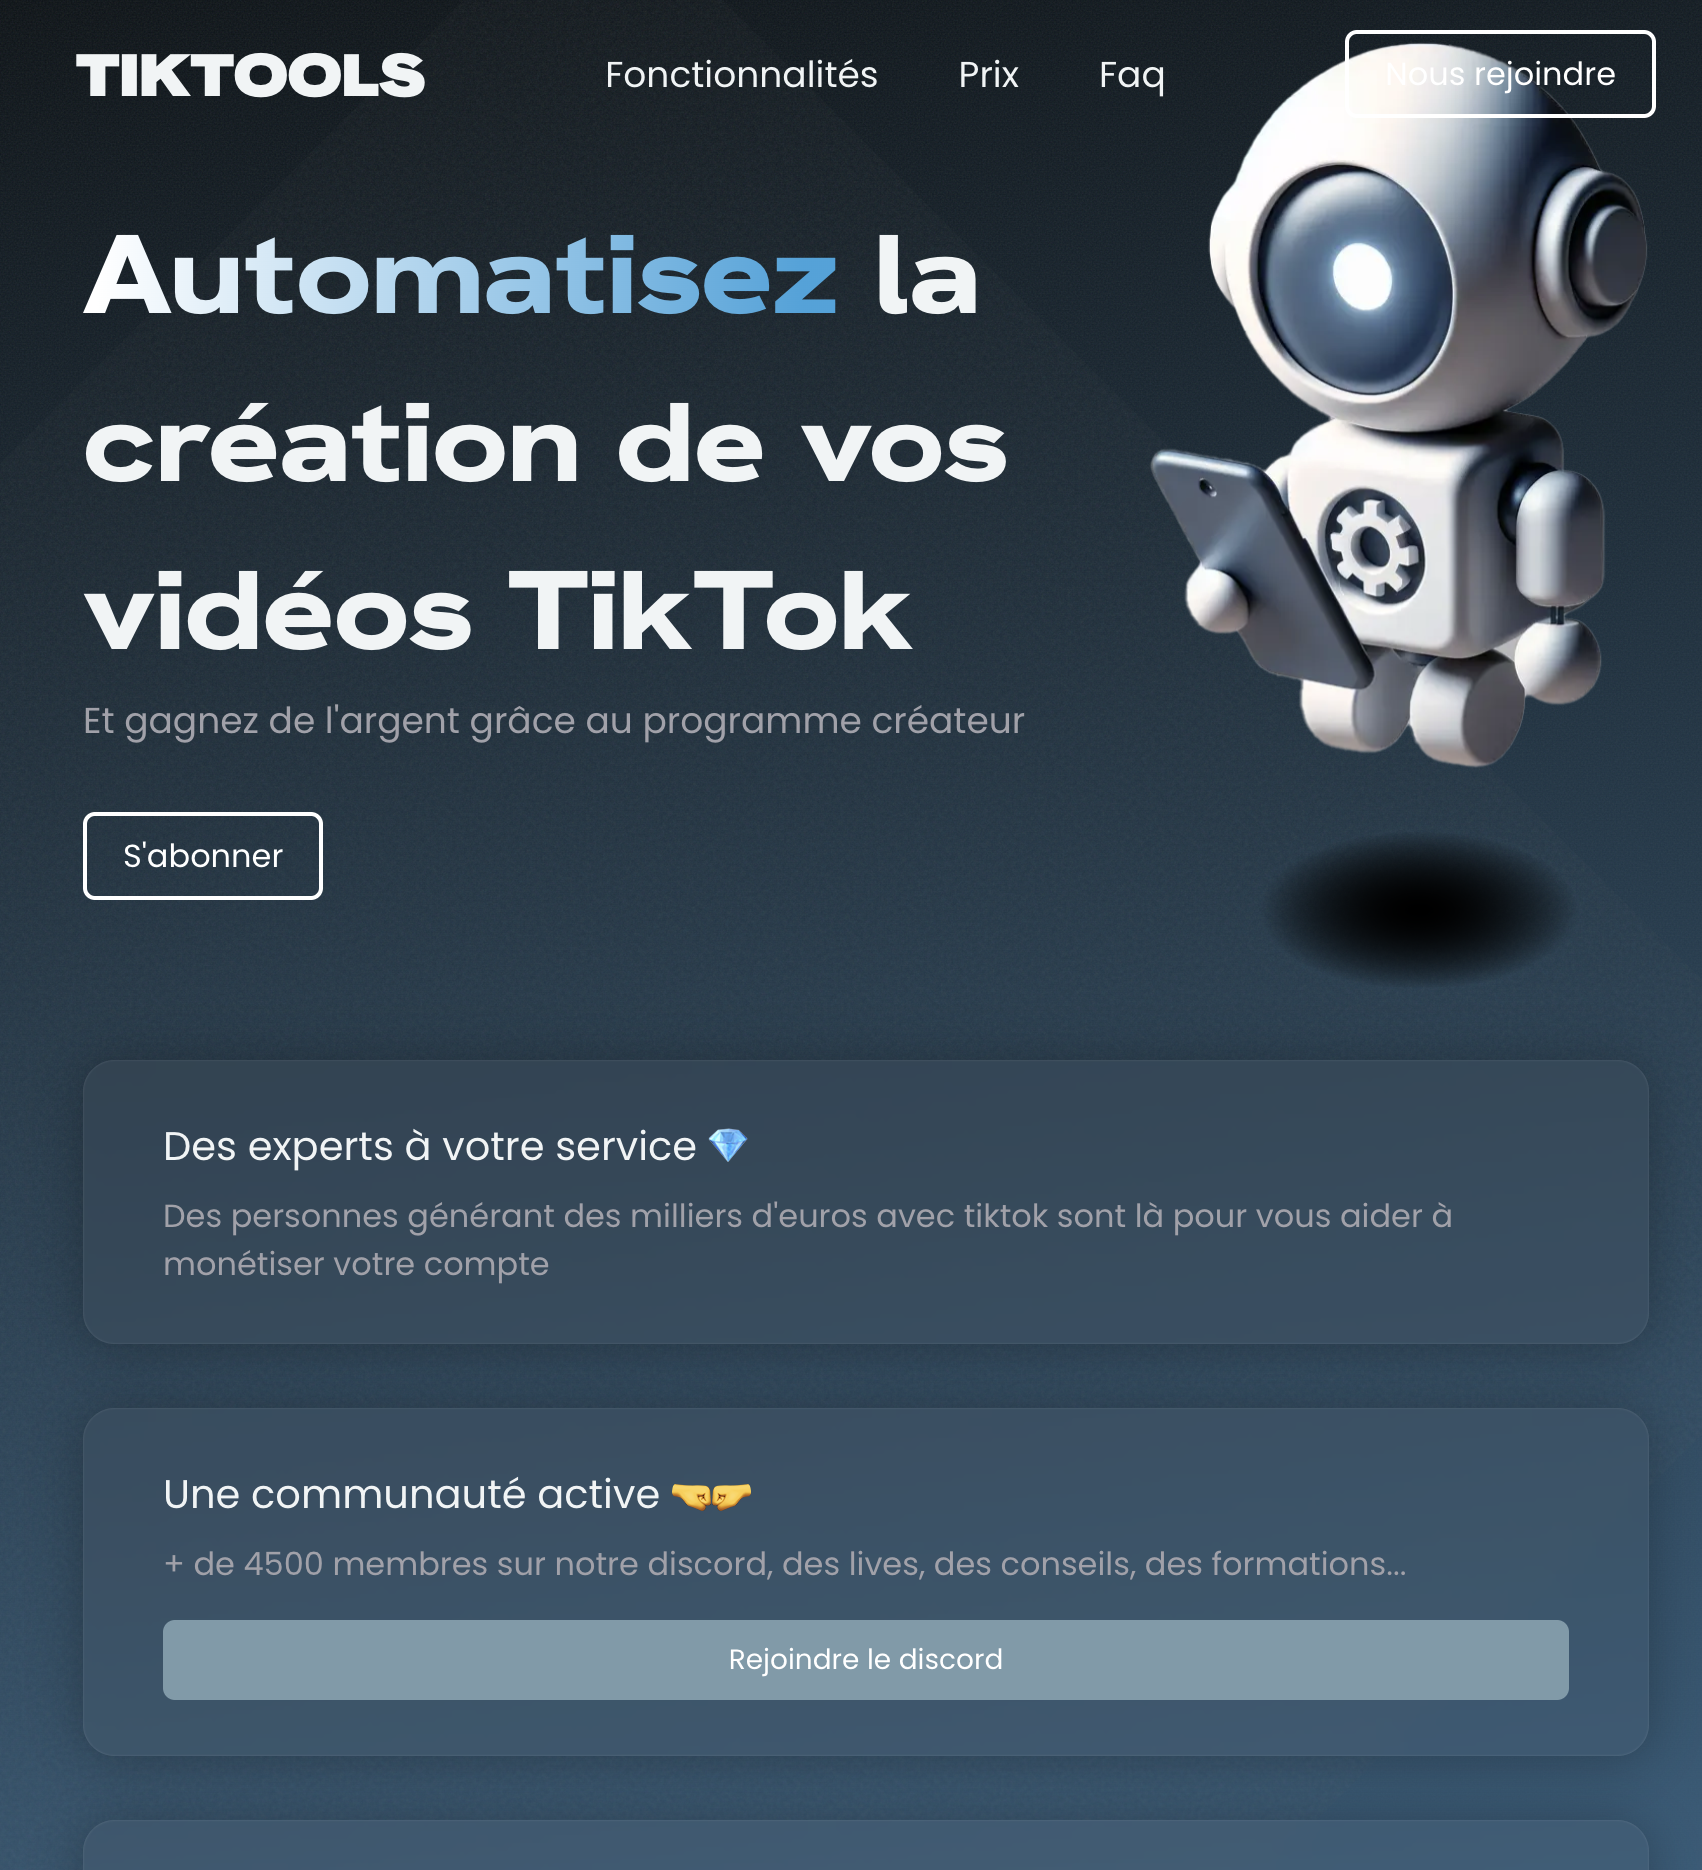 TIKTOOLS
Fonctionnalités
Prix
Faq
Nous rejoindre
Automatisez la
création de vos
vidéos TikTok
Et gagnez de l'argent grâce au programme créateur
S'abonner
Des experts à votre service 💎
Des personnes générant des milliers d'euros avec tiktok sont là pour vous aider à
monétiser votre compte
Une communauté active 🤜🤛
+ de 4500 membres sur notre discord, des lives, des conseils, des formations...
Rejoindre le discord